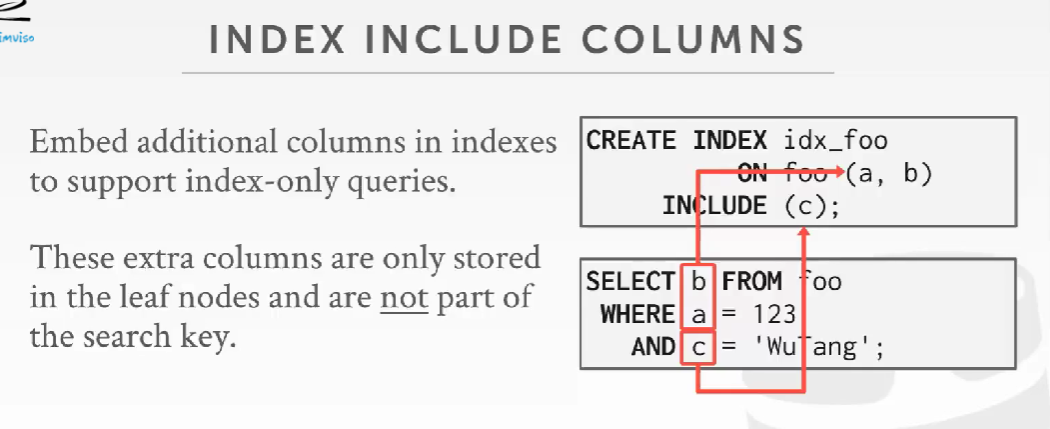 imviso
INDEX INCLUDE COLUMNS
Embed additional columns in indexes
to support index-only queries.
These extra columns are only stored
in the leaf nodes and are not part of
the search key.
CREATE INDEX idx_foo
ON foo (a, b)
INCLUDE (c);
SELECT b FROM foo
WHERE a = 123
AND c = 'WuTang';